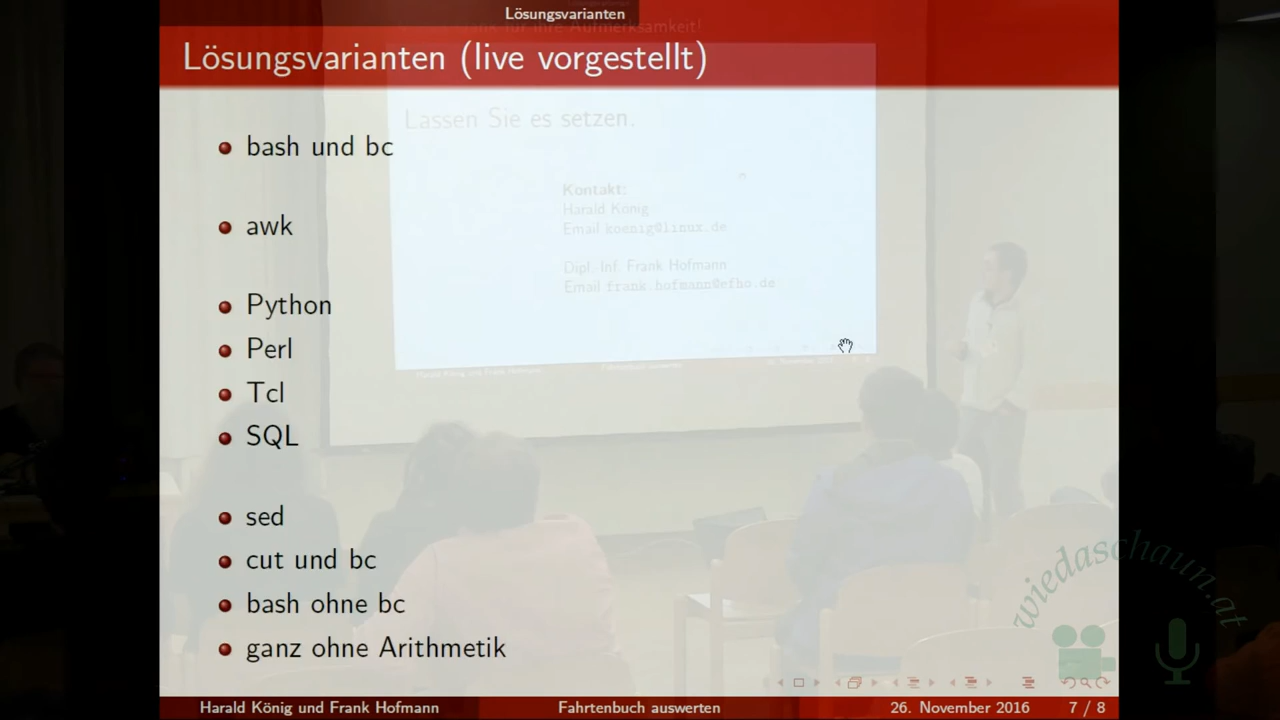 Lösungsvarianten
Lösungsvarianten (live vorgestellt)
Lassen Sie es setzen.
bash und bc
Kontakt:
Harald König
Email koenig@linux.de
awk
Dipl-Inf. Frank Hofmann
Email frank.hofmann@efho.de
Python
Perl
Tcl
SQL
sed
cut und bc
bash ohne bc
ganz ohne Arithmetik
wiedaschaun.at
Harald König und Frank Hofmann Fahrtenbuch auswerten 26. November 2016 7 / 8